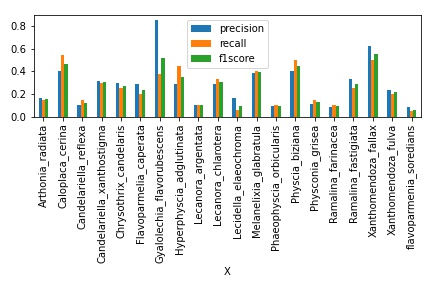 0.8
0.6
0.4
0.2
0.0
precision
recall
f1score
Arthonia_radiata
Caloplaca_cerina
Candelariella_reflexa
Candelariella_xanthostigma
Chrysothrix_candelaris
Flavoparmelia_caperata
Gyalolechia_flavorubescens
Hyperphyscia_adglutinata
Lecanora_argentata
Lecanora_chlarotera
Lecidella_elaeochroma
Melanelixia_glabratula
Phaeophyscia_orbicularis
Physcia_biziana
Physconia_grisea
Ramalina_farinacea
Ramalina_fastigiata
Xanthomendoza_fallax
Xanthomendoza_fulva
flavoparmenia_soredians
X